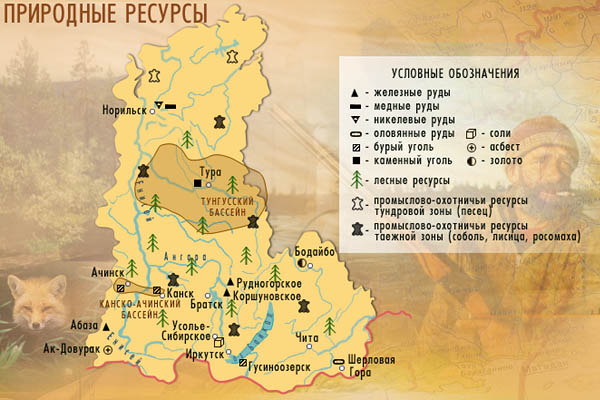 ПРИРОДНЫЕ РЕСУРСЫ
УСЛОВНЫЕ ОБОЗНАЧЕНИЯ
- железные руды
- медные руды
- никелевые руды
- оловянные руды
- соли
- бурый уголь
- асбест
- каменный уголь
- золото
- лесные ресурсы
- промыслово-охотничьи ресурсы
тундровой зоны (песец)
- промыслово-охотничьи ресурсы
таежной зоны (соболь, лисица, росомаха)
Норильск
Тура
ТУНГУССКИЙ
БАССЕЙН
Ангара
Бодайбо
Ачинск
Канск
КАНСКО-АЧИНСКИЙ
БАССЕЙН
Братск
Рудногорское
Коршуновское
Абаза
Ак-Довурак
Енисей
Усолье-
Сибирское
Иркутск
Гусиноозерск
Чита
Шерловая
Гора